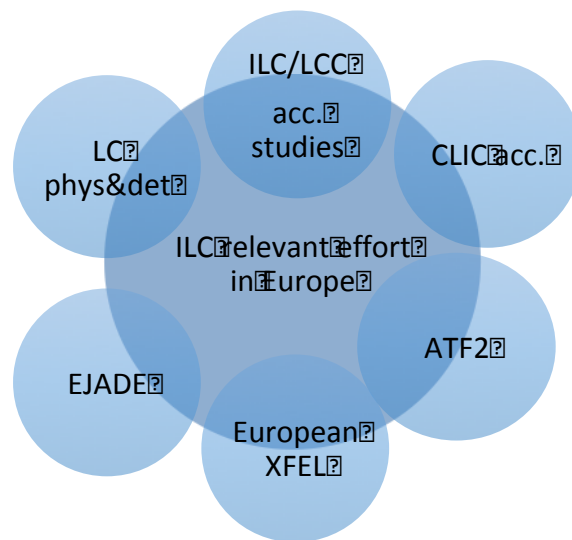 ILC/LCC
acc.
studies
LC
phys&det
CLIC acc.
ILC relevant effort
in Europe
ATF2
EJADE
European
XFEL